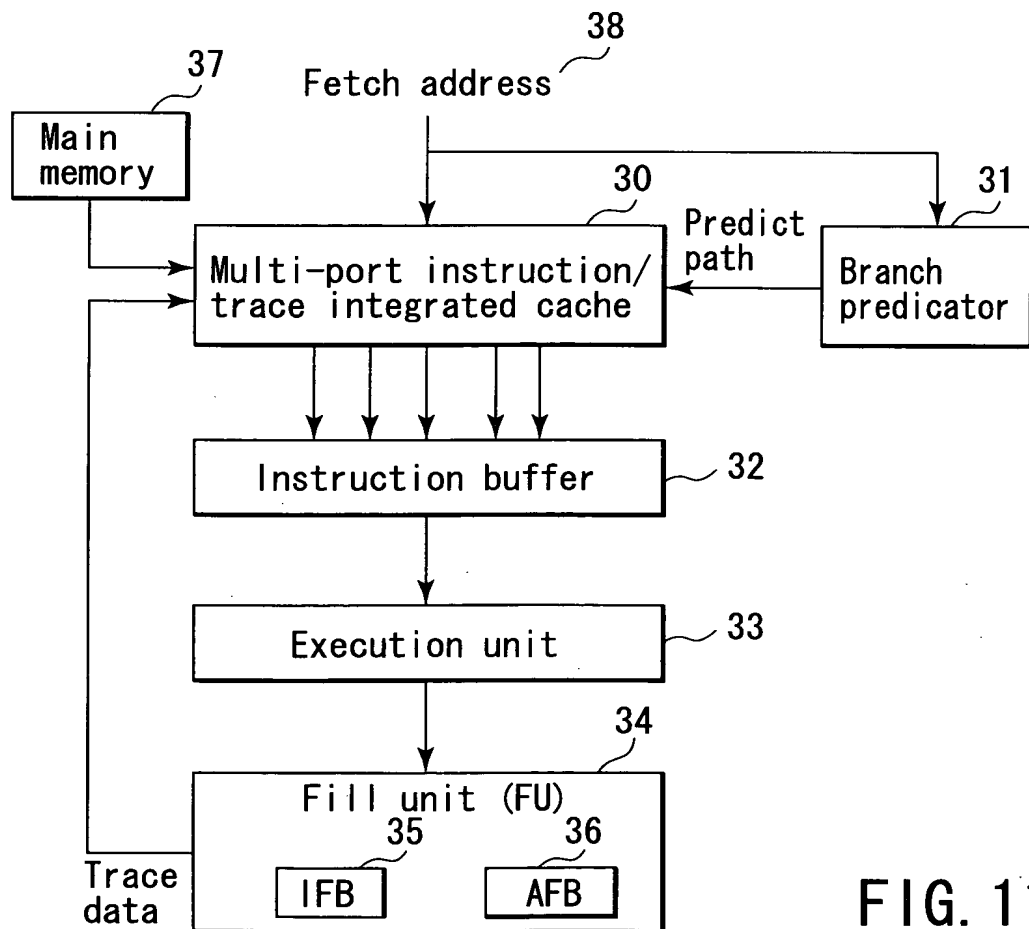 38
Fetch address
37
Main
memory
30
31
Predict
path
Multi-port instruction/
trace integrated cache
Branch
predicator
Instruction buffer
32
Execution unit
33
34
Fill unit (FU)
35
36
IFB
AFB
Trace
data
FIG. 11